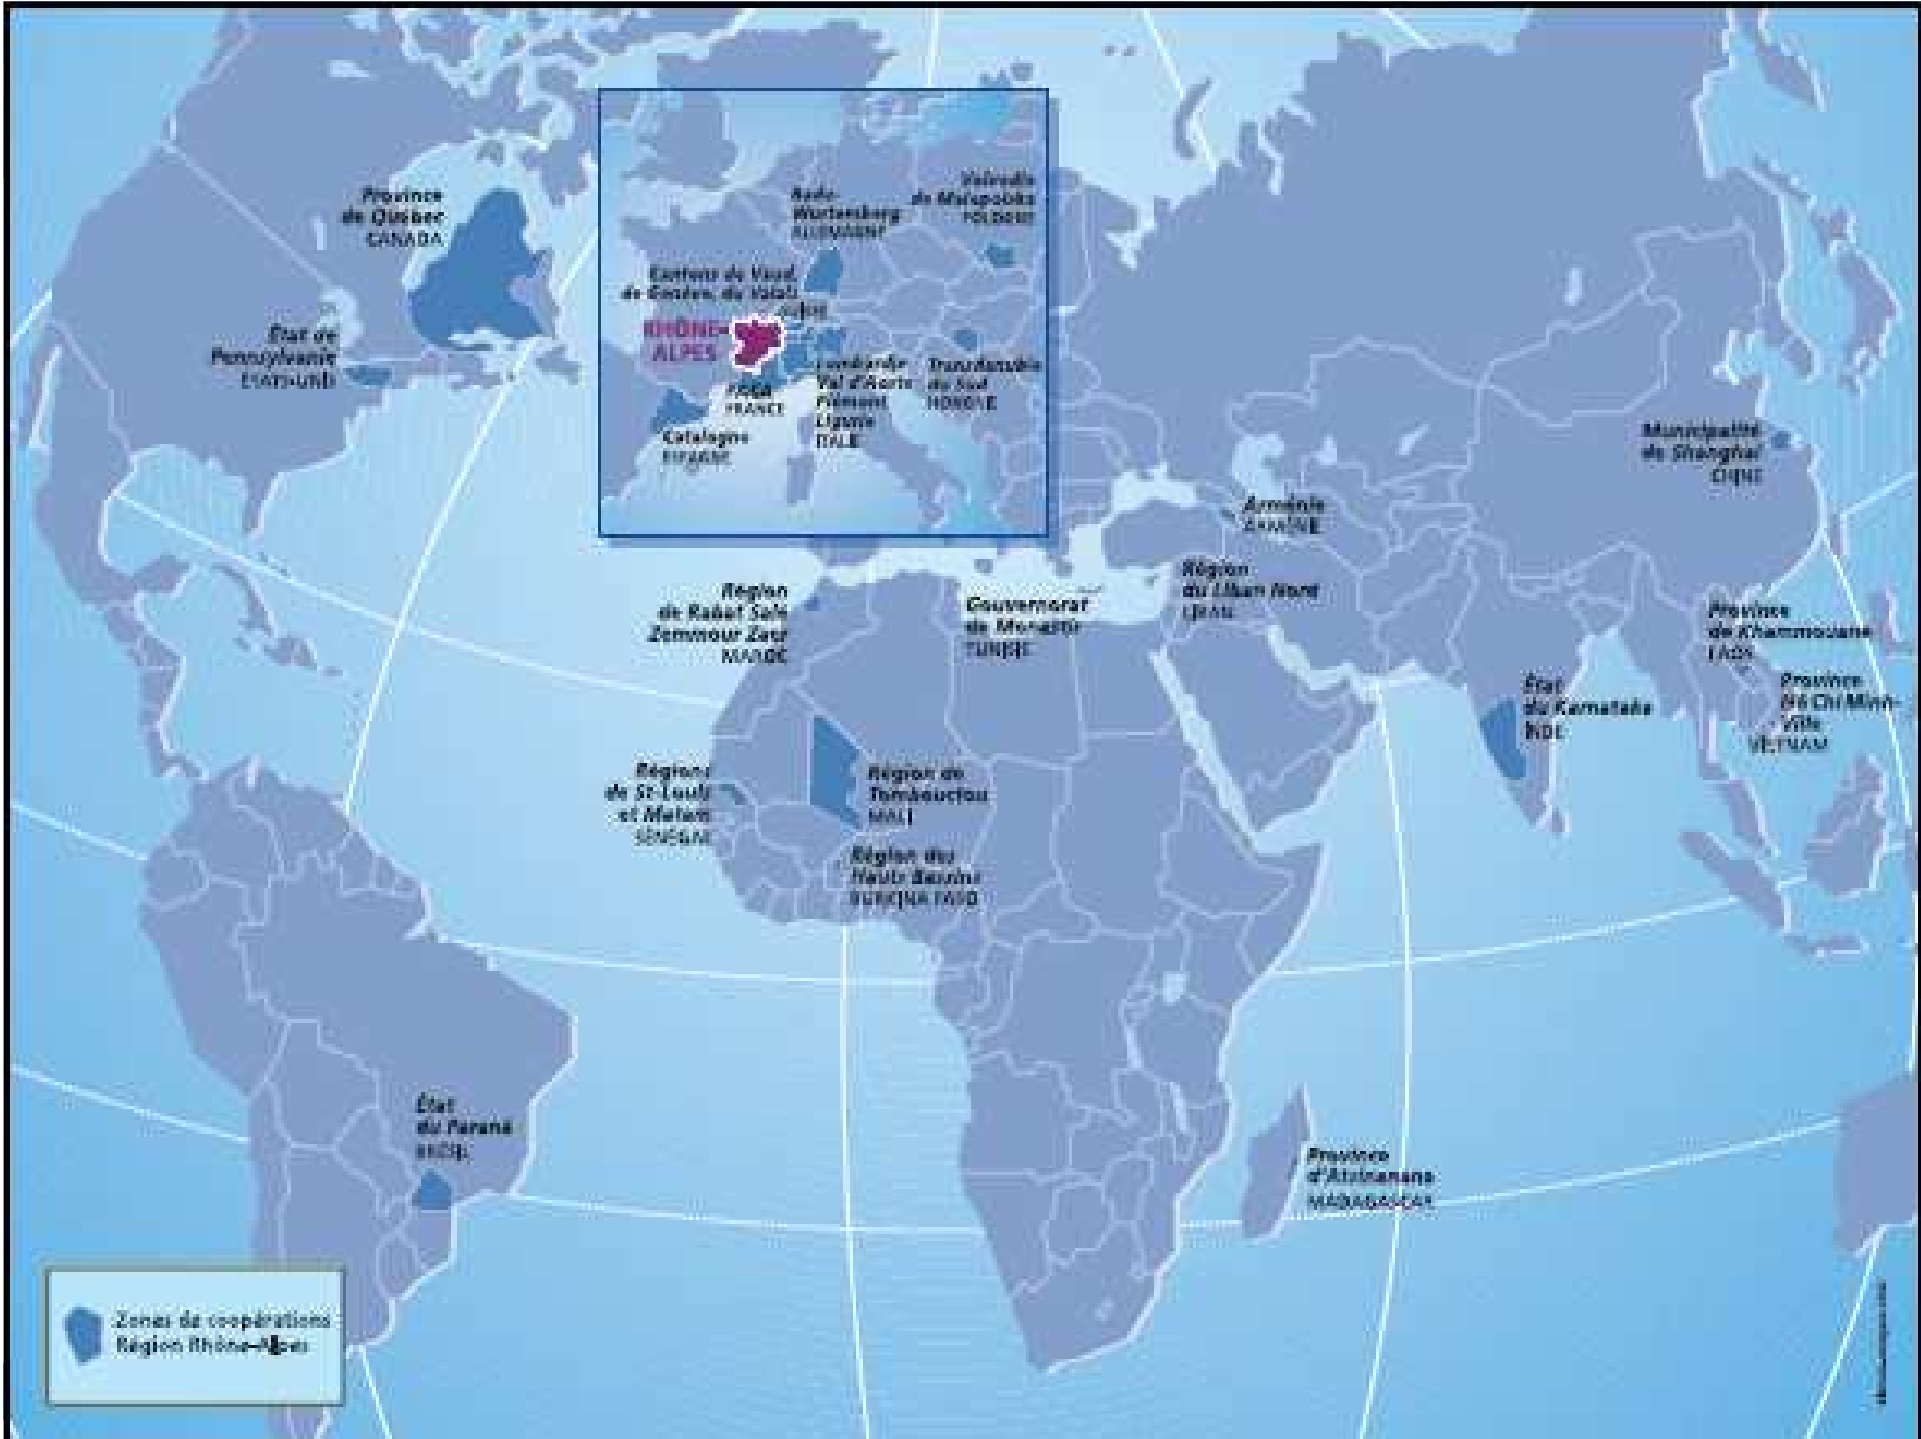 Province
de Québec
CANADA
État de
Pennsylvanie
ÉTATS-UNIS
Bade-
Wurtemberg
ALLEMAGNE
Voïvodie
de Malopolska
POLOGNE
Cantons de Vaud,
de Genève, du Valais
SUISSE
RHÔNE-
ALPES
PACA
FRANCE
Lombardie
Val d'Aoste
Piémont
Ligurie
ITALIE
Transdanubie
du Sud
HONGRIE
Catalogne
ESPAGNE
Municipalité
de Shanghaï
CHINE
Arménie
ARMÉNIE
Région
de Rabat Salé
Zemmour Zaer
MAROC
Gouvernorat
de Monastir
TUNISIE
Région
du Liban Nord
LIBAN
Province
de Khammouane
LAOS
État
du Karnataka
INDE
Province
Hô Chi Minh-
Ville
VIETNAM
Régions
de St-Louis
et Matam
SÉNÉGAL
Région de
Tombouctou
MALI
Région des
Hauts Bassins
BURKINA FASO
État
du Paraná
BRÉSIL
Province
d'Atsinanana
MADAGASCAR
Zones de coopérations
Région Rhône-Alpes